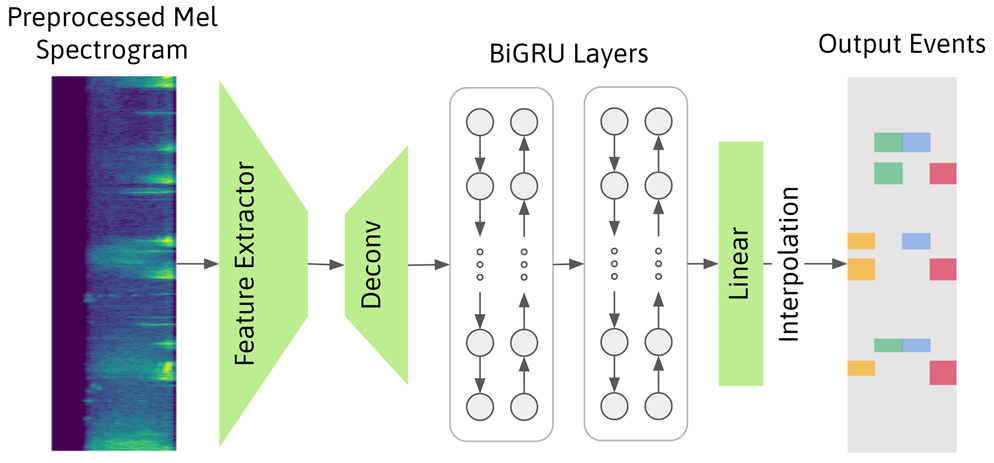 Preprocessed Mel
Spectrogram
Feature Extractor
Deconv
BiGRU Layers
Linear
Interpolation
Output Events